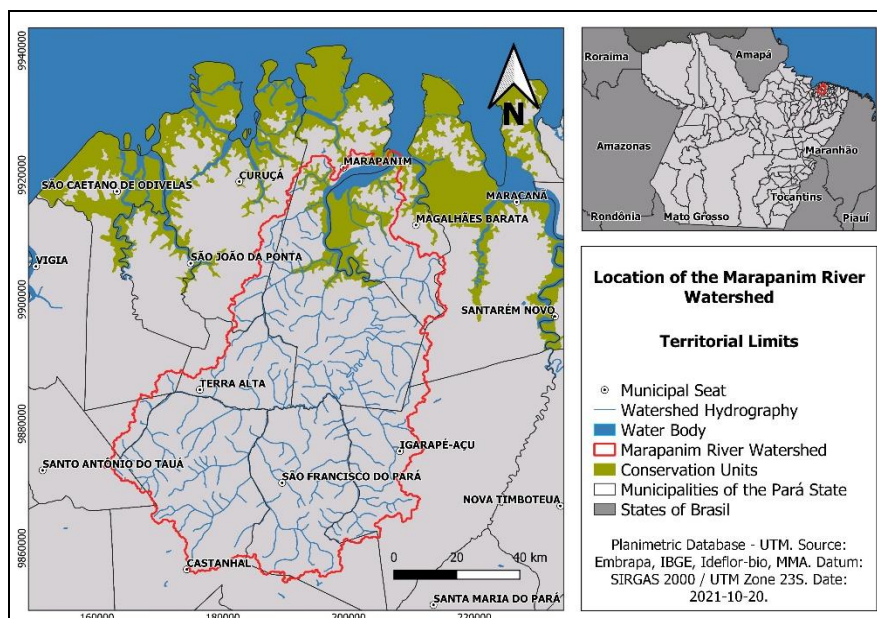 9940000
9920000
9900000
9880000
9860000
160000
180000
200000
220000
N
MARAPANIM
CURUÇÁ
SÃO CAETANO DE ODIVELAS
MARACANÃ
MAGALHÃES BARATA
VIGIA
SÃO JOÃO DA PONTA
SANTARÉM NOVO
TERRA ALTA
IGARAPÉ-AÇU
SANTO ANTÔNIO DO TAUÁ
SÃO FRANCISCO DO PARÁ
NOVA TIMBOTEUA
CASTANHAL
SANTA MARIA DO PARÁ
0 20 40 km
Roraima
Amapá
Amazonas
Maranhão
Tocantins
Rondônia
Mato Grosso
Piauí
Location of the Marapanim River
Watershed
Territorial Limits
Municipal Seat
Watershed Hydrography
Water Body
Marapanim River Watershed
Conservation Units
Municipalities of the Pará State
States of Brasil
Planimetric Database - UTM. Source:
Embrapa, IBGE, Ideflor-bio, MMA. Datum:
SIRGAS 2000 / UTM Zone 23S. Date:
2021-10-20.